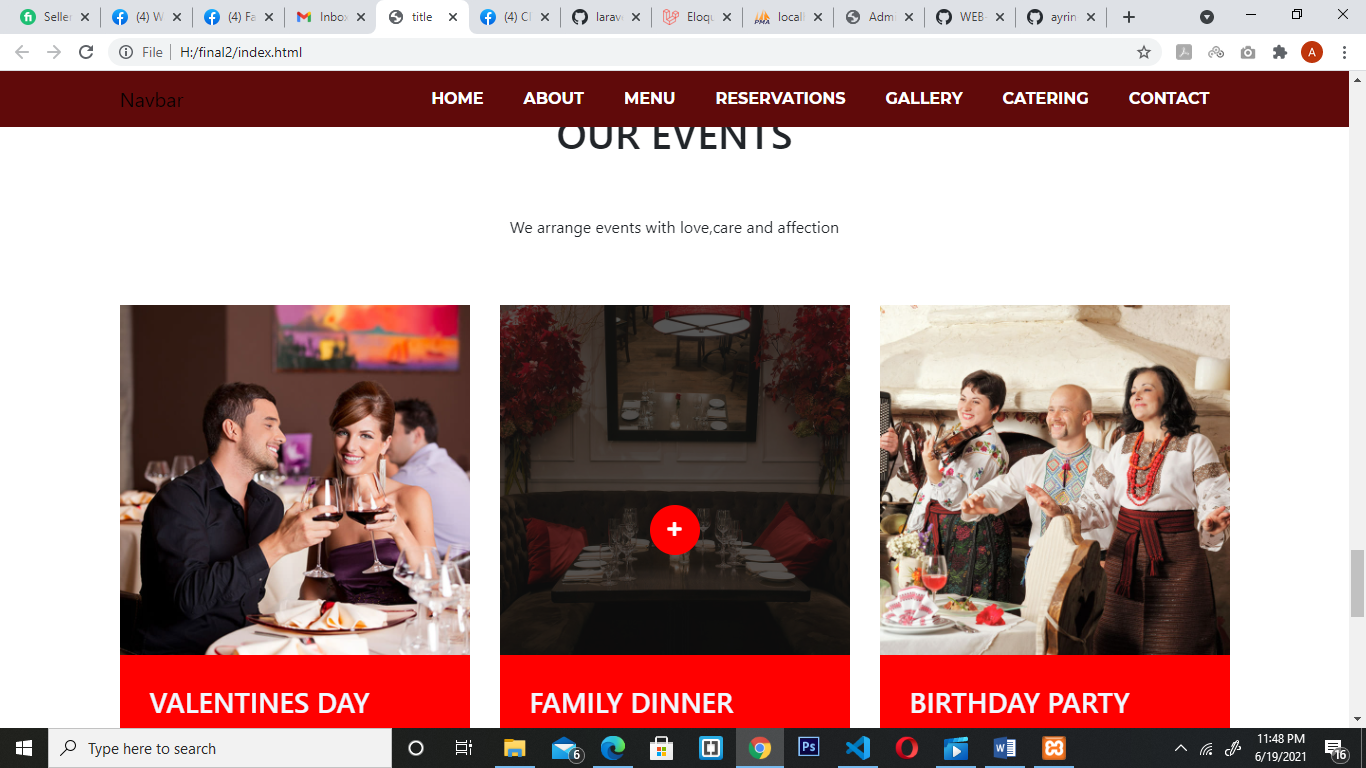 Seller
(4) W
(4) Fa
Inbox
title
(4) Cl
larav
Eloqu
locall
Adm
WEB-
ayrin
File
H:/final2/index.html
A
Navbar
HOME
ABOUT
MENU
RESERVATIONS
GALLERY
CATERING
CONTACT
OUR EVENTS
We arrange events with love,care and affection
VALENTINES DAY
FAMILY DINNER
BIRTHDAY PARTY
Type here to search
6
Ps
11:48 PM
6/19/2021
16